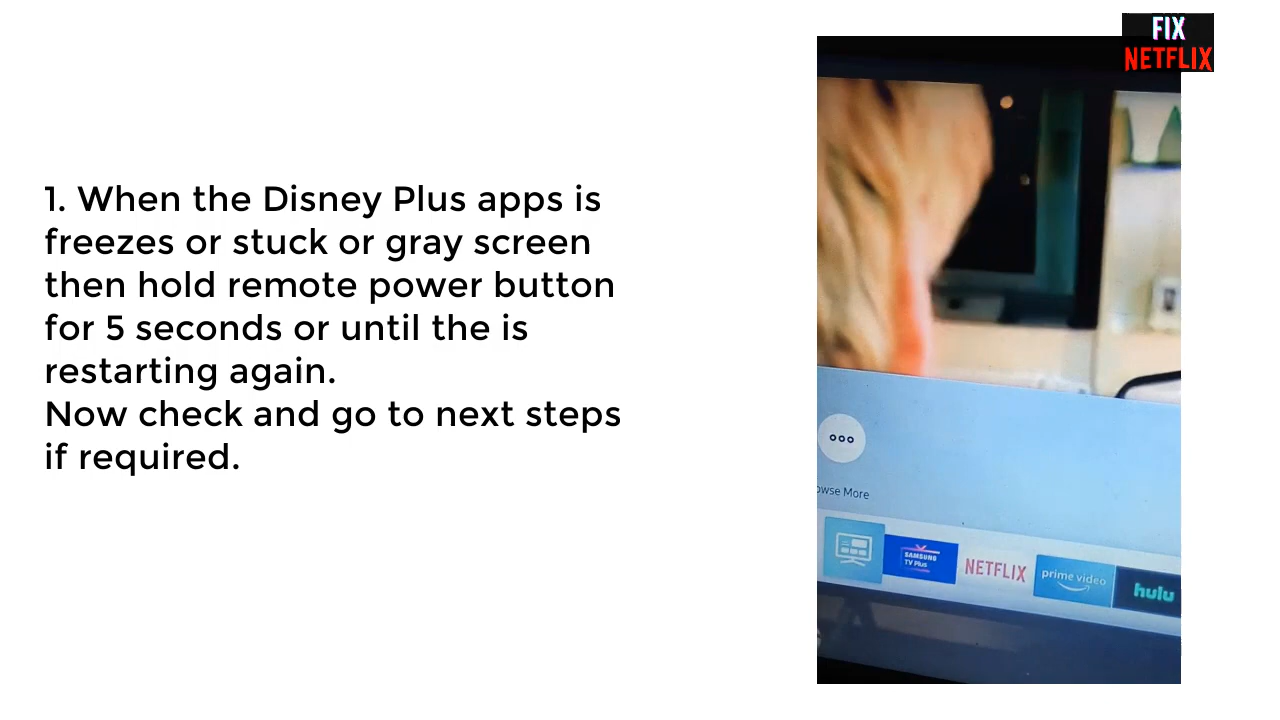 FIX
NETFLIX
1. When the Disney Plus apps is
freezes or stuck or gray screen
then hold remote power button
for 5 seconds or until the is
restarting again.
Now check and go to next steps
if required.
owse More
SAMSUNG
TV Plus
NETFLIX
prime video
hulu